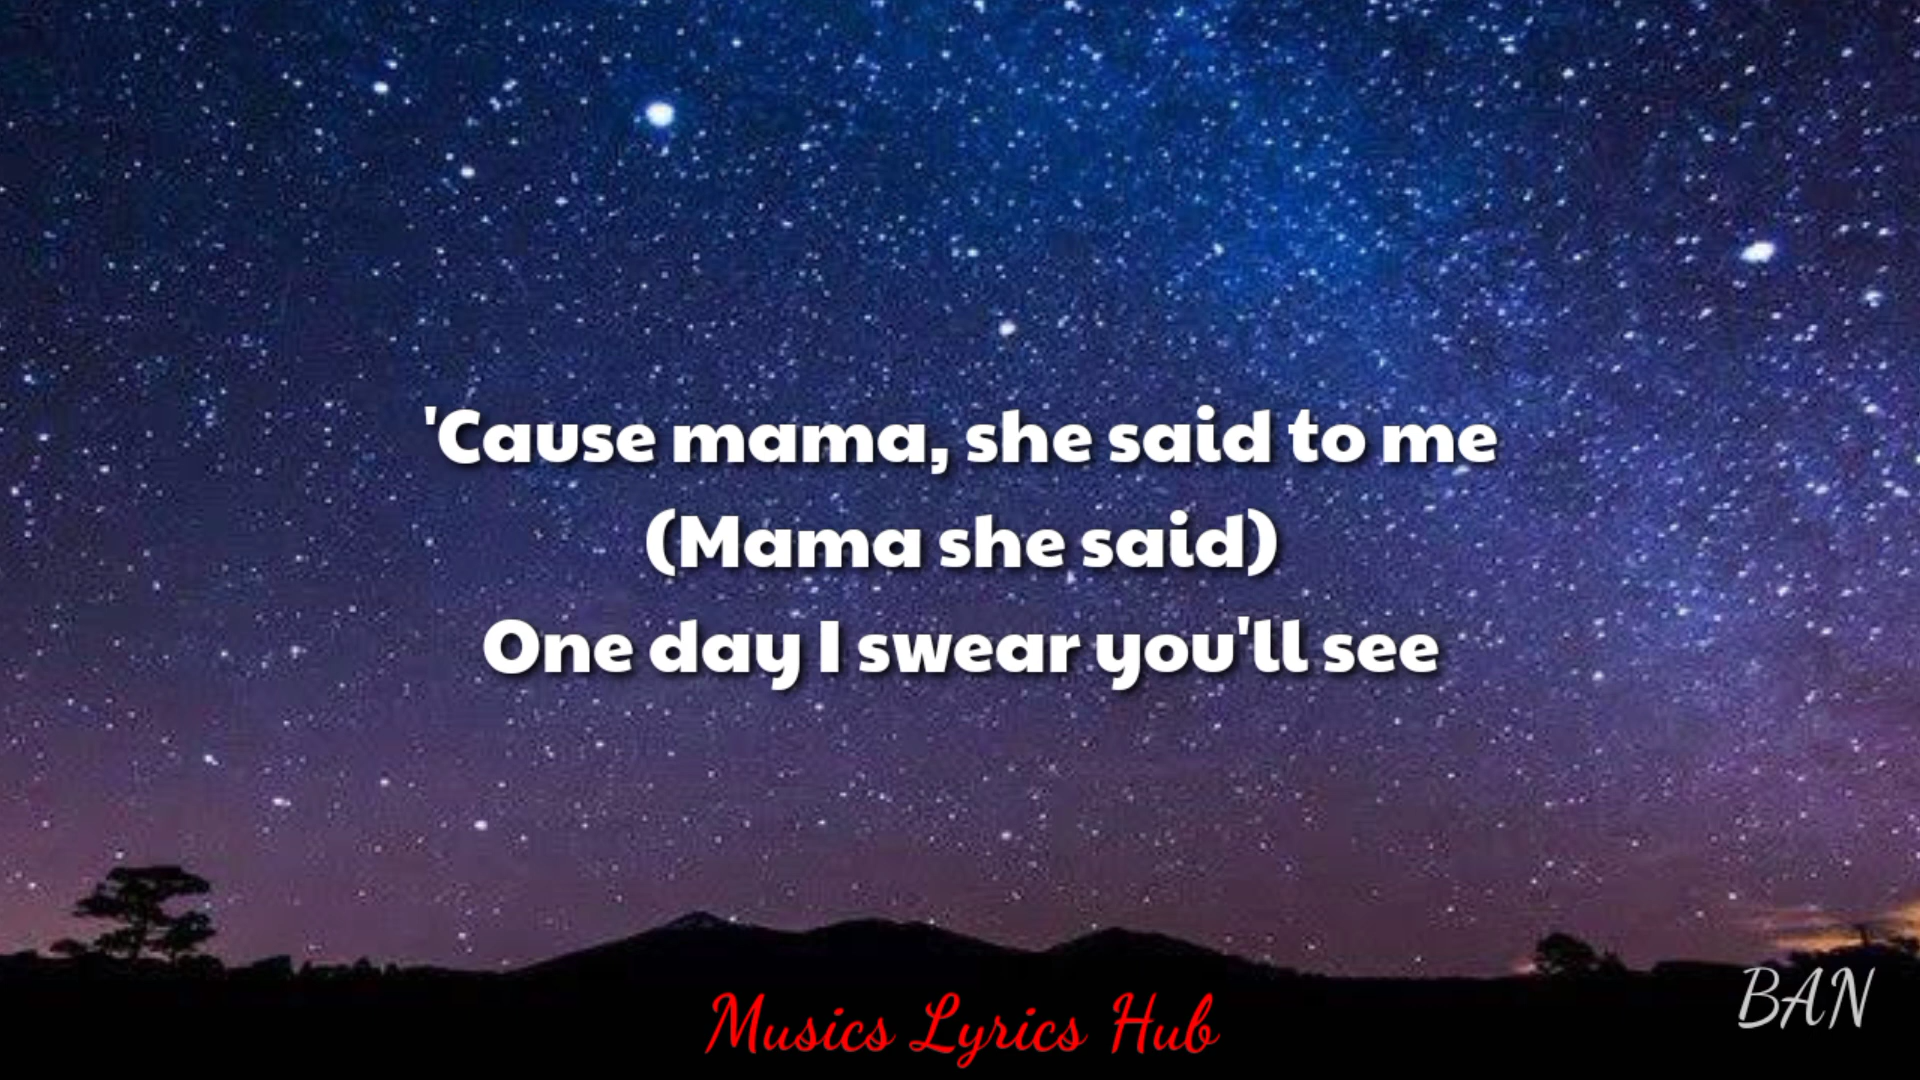 'Cause mama, she said to me
(Mama she said)
One day I swear you'll see
Musics Lyrics Hub
BAN